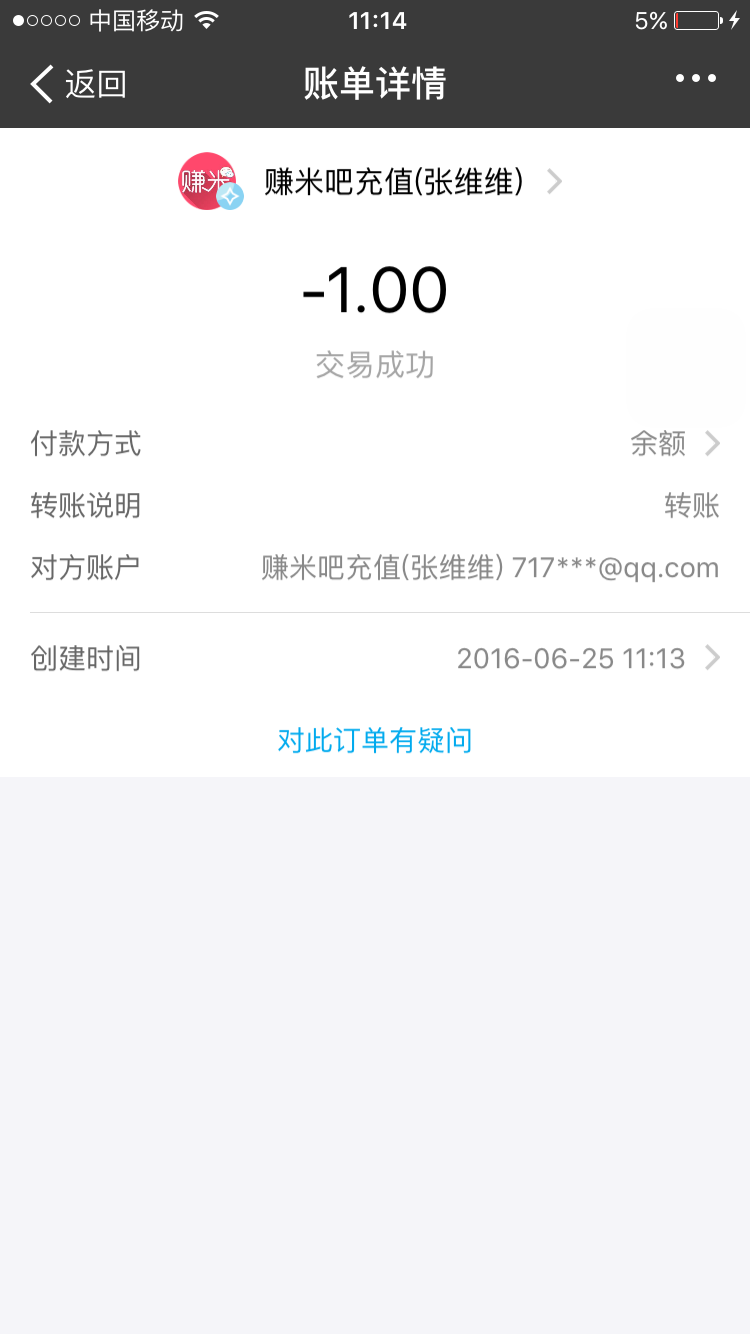 中国移动 11:14 5%
返回 账单详情
赚米 赚米吧充值(张维维)
-1.00
交易成功
付款方式 余额
转账说明 转账
对方账户 赚米吧充值(张维维) 717***@qq.com
创建时间 2016-06-25 11:13
对此订单有疑问